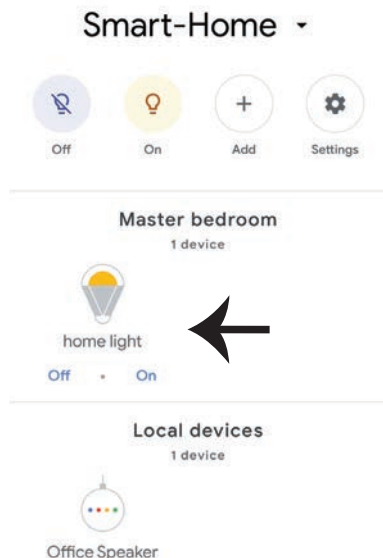 Smart-Home
Off On Add Settings
Master bedroom
1 device
home light
Off • On
Local devices
1 device
Office Speaker